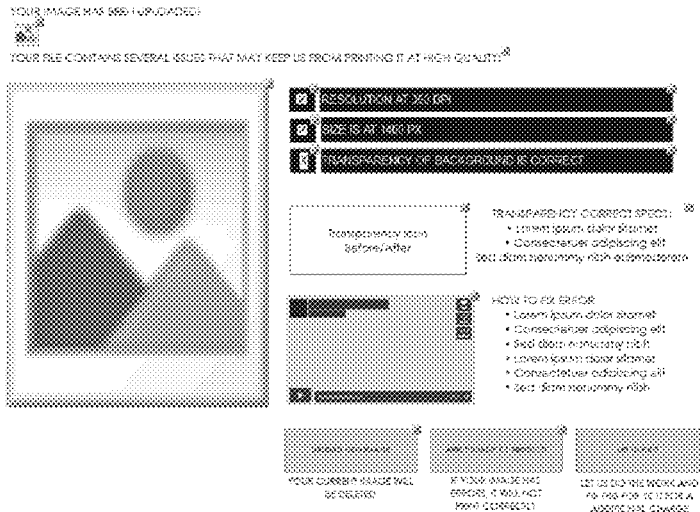 YOUR IMAGE HAS BEEN UPLOADED!
YOUR FILE CONTAINS SEVERAL ISSUES THAT MAY KEEP US FROM PRINTING IT AT HIGH QUALITY:
RESOLUTION AT 300 DPI
SIZE IS AT 1400 PX
TRANSPARENCY OF BACKGROUND IS CORRECT
Transparency icon
Before/After
TRANSPARENCY CORRECT SPECS:
• Lorem ipsum dolor sitamet
• Consectetuer adipiscing elit
sed diam nonummy nibh
HOW TO FIX ERROR
• Lorem ipsum dolor sitamet
• Consectetuer adipiscing elit
• Sed diam nonummy nibh
• Lorem ipsum dolor sitamet
• Consectetuer adipiscing elit
• Sed diam nonummy nibh
YOUR CURRENT IMAGE WILL
BE DELETED
IF YOUR IMAGE HAS
ERRORS, IT WILL NOT
PRINT CORRECTLY
LET US DO THE WORK AND
FOR A
ADDITIONAL CHARGE